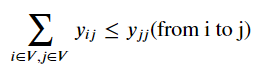 ∑_{i∈V,j∈V} y_{ij} ≤ y_{jj}(from i to j)